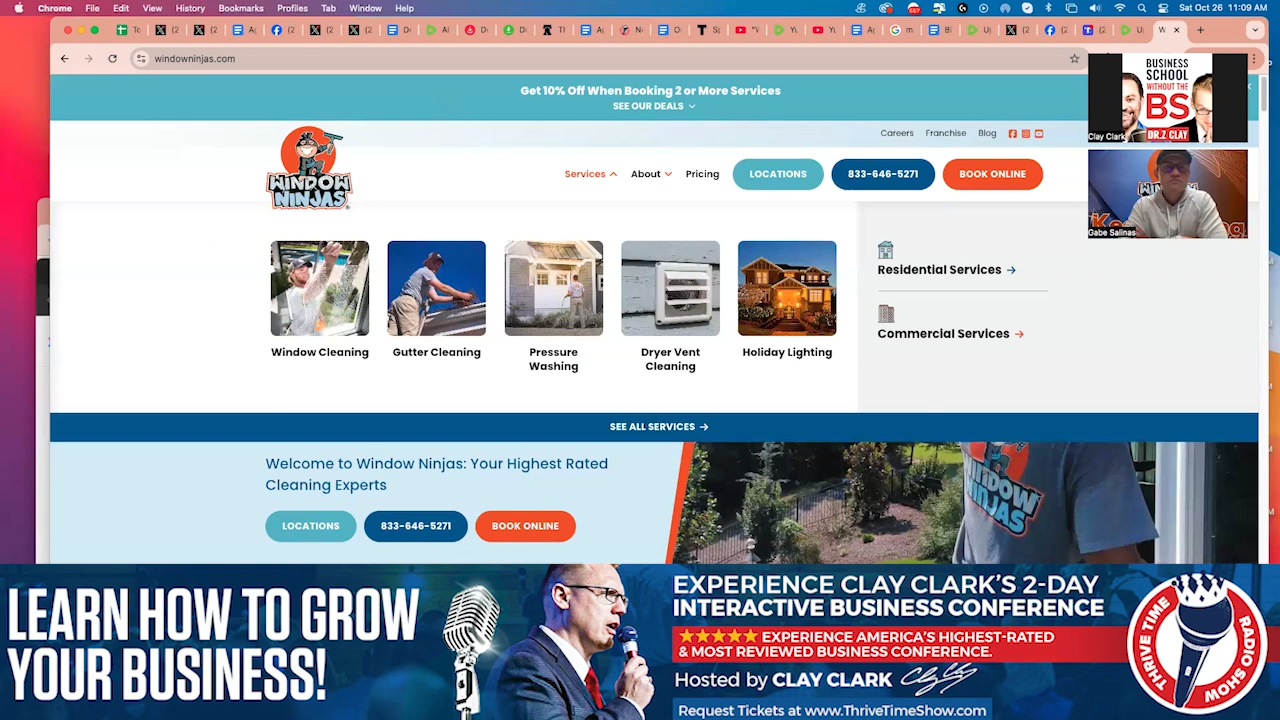 Chrome File Edit View History Bookmarks Profiles Tab Window Help
Sat Oct 26 11:09 AM
windowninjas.com
Get 10% Off When Booking 2 or More Services
SEE OUR DEALS
Careers Franchise Blog
WINDOW NINJAS
Services About Pricing LOCATIONS 833-646-5271 BOOK ONLINE
Window Cleaning
Gutter Cleaning
Pressure
Washing
Dryer Vent
Cleaning
Holiday Lighting
Residential Services
Commercial Services
BUSINESS
SCHOOL
WITHOUT THE
BS
DR.Z CLAY
Clay Clark
Gabe Salinas
SEE ALL SERVICES
Welcome to Window Ninjas: Your Highest Rated
Cleaning Experts
LOCATIONS 833-646-5271 BOOK ONLINE
WINDOW
NINJAS
LEARN HOW TO GROW
YOUR BUSINESS!
EXPERIENCE CLAY CLARK'S 2-DAY
INTERACTIVE BUSINESS CONFERENCE
EXPERIENCE AMERICA'S HIGHEST-RATED
& MOST REVIEWED BUSINESS CONFERENCE.
Hosted by CLAY CLARK
Request Tickets at www.ThriveTimeShow.com
THRIVE TIME
RADIO SHOW